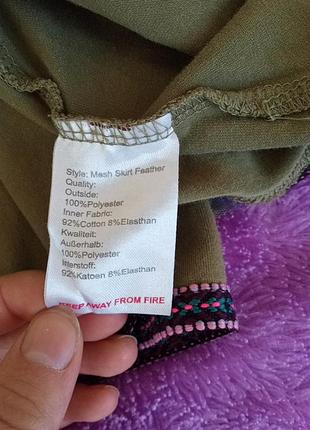 Style: Mesh Skirt Feather
Quality:
Outside:
100%Polyester
Inner Fabric:
92%Cotton 8%Elasthan
Kwaliteit:
Außerhalb:
100%Polyester
92%Katoen 8%Elasthan
KEEP AWAY FROM FIRE